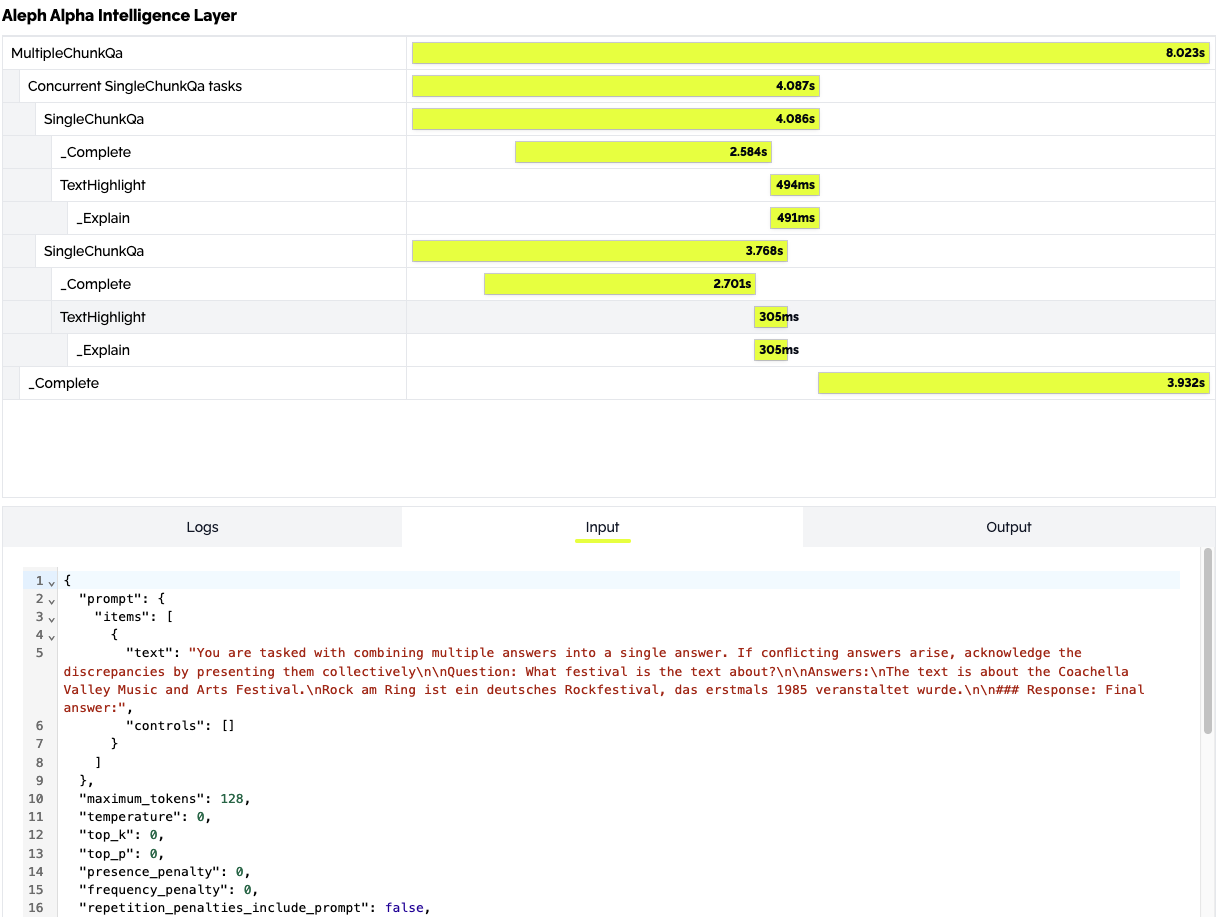 Aleph Alpha Intelligence Layer
MultipleChunkQa 8.023s
Concurrent SingleChunkQa tasks 4.087s
SingleChunkQa 4.086s
_Complete 2.584s
TextHighlight 494ms
_Explain 491ms
SingleChunkQa 3.768s
_Complete 2.701s
TextHighlight 305ms
_Explain 305ms
_Complete 3.932s
Logs Input Output
1 {
2 "prompt": {
3 "items": [
4 {
5 "text": "You are tasked with combining multiple answers into a single answer. If conflicting answers arise, acknowledge the
discrepancies by presenting them collectively\n\nQuestion: What festival is the text about?\n\nAnswers:\nThe text is about the Coachella
Valley Music and Arts Festival.\nRock am Ring ist ein deutsches Rockfestival, das erstmals 1985 veranstaltet wurde.\n\n### Response: Final
answer:",
6 "controls": []
7 }
8 ]
9 },
10 "maximum_tokens": 128,
11 "temperature": 0,
12 "top_k": 0,
13 "top_p": 0,
14 "presence_penalty": 0,
15 "frequency_penalty": 0,
16 "repetition_penalties_include_prompt": false,